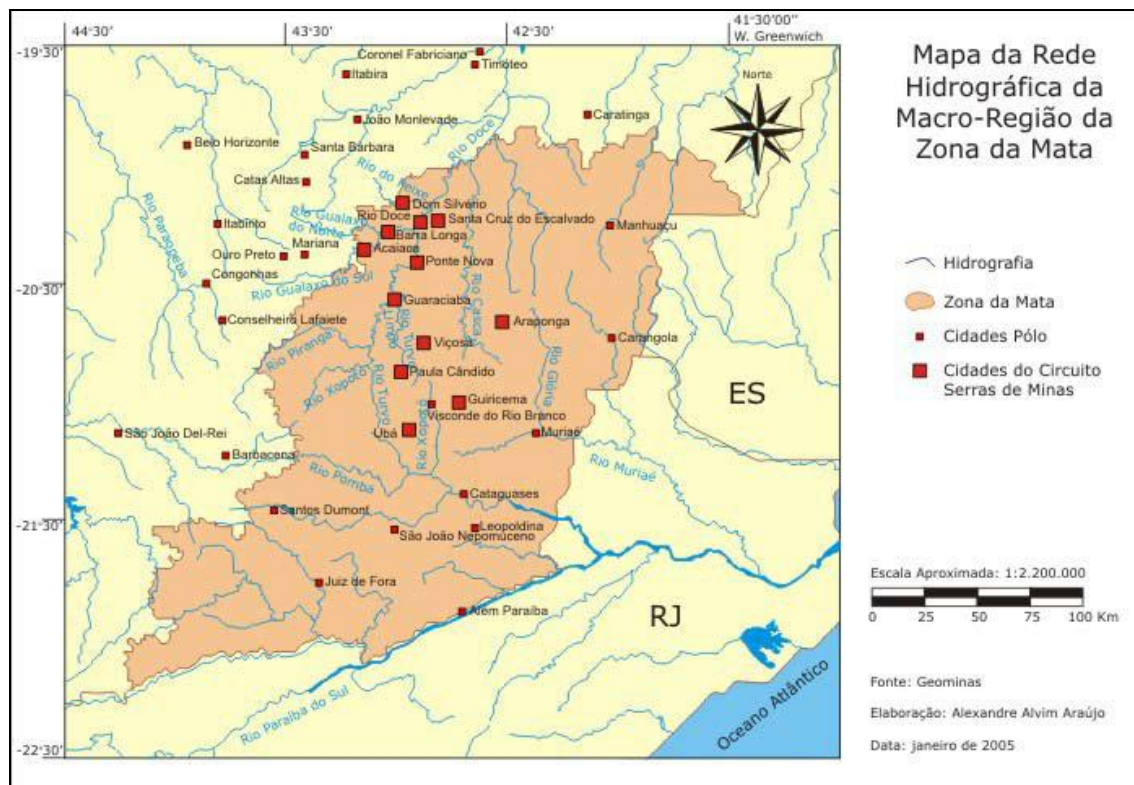 44°30'
43°30'
42°30'
41°30'00"
W. Greenwich
-19°30'
-20°30'
-21°30'
-22°30'
Mapa da Rede
Hidrográfica da
Macro-Região da
Zona da Mata
Norte
Coronel Fabriciano
Timóteo
Itabira
João Monlevade
Caratinga
Belo Horizonte
Santa Bárbara
Catas Altas
Rio Doce
Rio do Peixe
Dom Silvério
Rio Doce
Santa Cruz do Escalvado
Rio Gualaxo
do Norte
Barra Longa
Manhuaçu
Rio Paraopeba
Itabirito
Mariana
Ouro Preto
Acaiaca
Ponte Nova
Congonhas
Rio Gualaxo do Sul
Rio Casca
Guaraciaba
Conselheiro Lafaiete
Rio Turvo
Limpo
Araponga
Carangola
Rio Piranga
Viçosa
Rio Xopotó
Paula Cândido
Rio Glória
Rio Turvo
Guiricema
Visconde do Rio Branco
Rio Xopotó
Ubá
Muriaé
São João Del-Rei
Barbacena
Rio Muriaé
Rio Pomba
Cataguases
Santos Dumont
Leopoldina
São João Nepomuceno
Juiz de Fora
Além Paraíba
Rio Paraíba do Sul
ES
RJ
Oceano Atlântico
Hidrografia
Zona da Mata
Cidades Pólo
Cidades do Circuito
Serras de Minas
Escala Aproximada: 1:2.200.000
0 25 50 75 100 Km
Fonte: Geominas
Elaboração: Alexandre Alvim Araújo
Data: janeiro de 2005